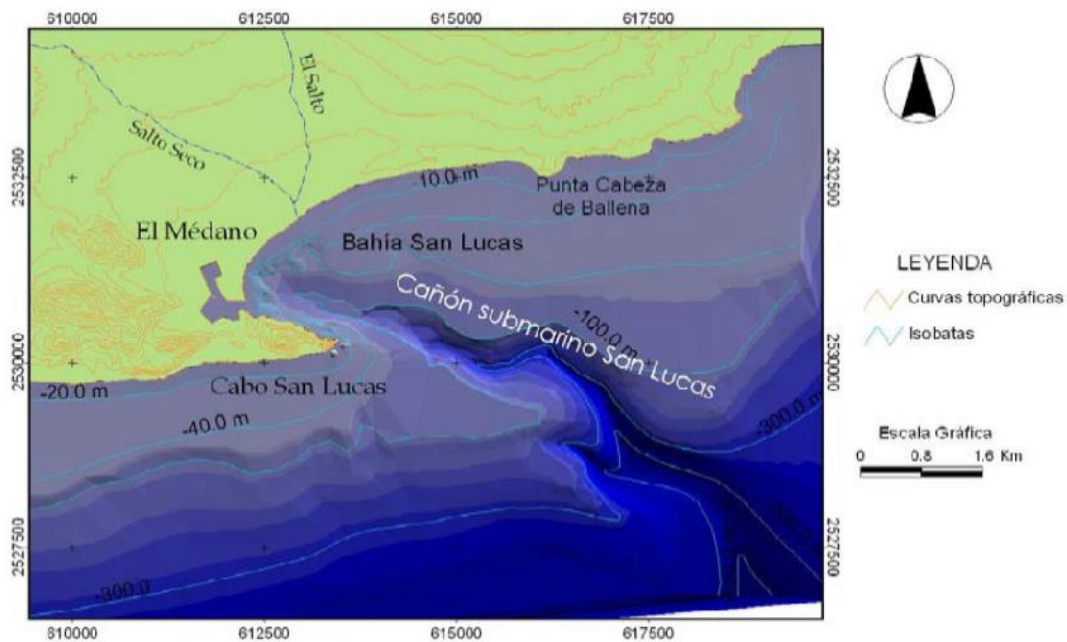 610000 612500 615000 617500
El Salto
Salto Seco
2532500
2532500
-10.0 m
Punta Cabeza
de Ballena
El Médano
Bahía San Lucas
Cañón submarino San Lucas
-100.0 m
2530000
2530000
Cabo San Lucas
-20.0 m
-40.0 m
-300.0 m
2527500
2527500
-300.0
610000 612500 615000 617500
LEYENDA
Curvas topográficas
Isobatas
Escala Gráfica
0 0.8 1.6 Km